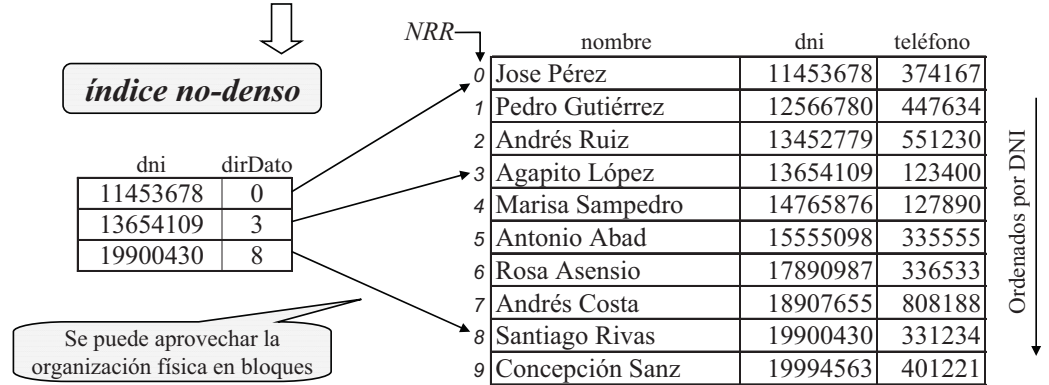 índice no-denso
dni dirDato
11453678 0
13654109 3
19900430 8
Se puede aprovechar la
organización física en bloques
NRR
nombre dni teléfono
0 Jose Pérez 11453678 374167
1 Pedro Gutiérrez 12566780 447634
2 Andrés Ruiz 13452779 551230
3 Agapito López 13654109 123400
4 Marisa Sampedro 14765876 127890
5 Antonio Abad 15555098 335555
6 Rosa Asensio 17890987 336533
7 Andrés Costa 18907655 808188
8 Santiago Rivas 19900430 331234
9 Concepción Sanz 19994563 401221
Ordenados por DNI